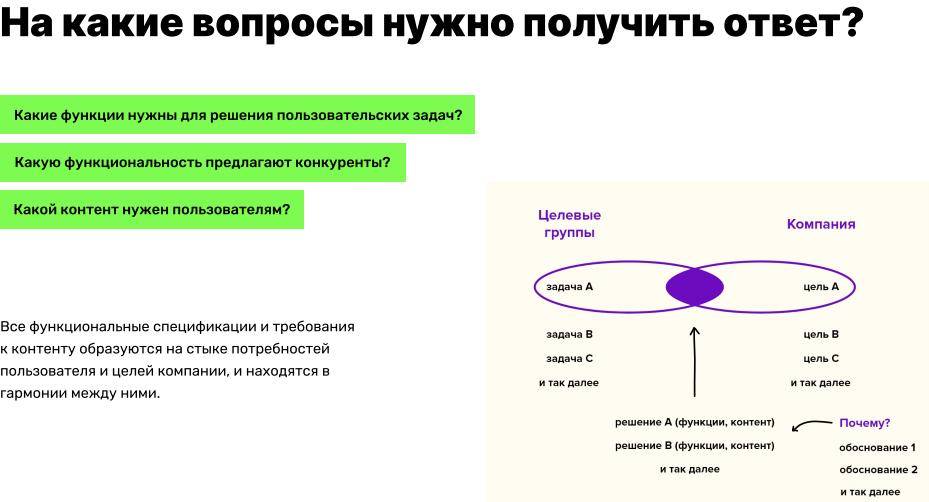 На какие вопросы нужно получить ответ?
Какие функции нужны для решения пользовательских задач?
Какую функциональность предлагают конкуренты?
Какой контент нужен пользователям?
Все функциональные спецификации и требования
к контенту образуются на стыке потребностей
пользователя и целей компании, и находятся в
гармонии между ними.
Целевые
группы
Компания
задача А
цель А
задача B
цель B
задача C
цель C
и так далее
и так далее
решение А (функции, контент)
решение B (функции, контент)
и так далее
Почему?
обоснование 1
обоснование 2
и так далее